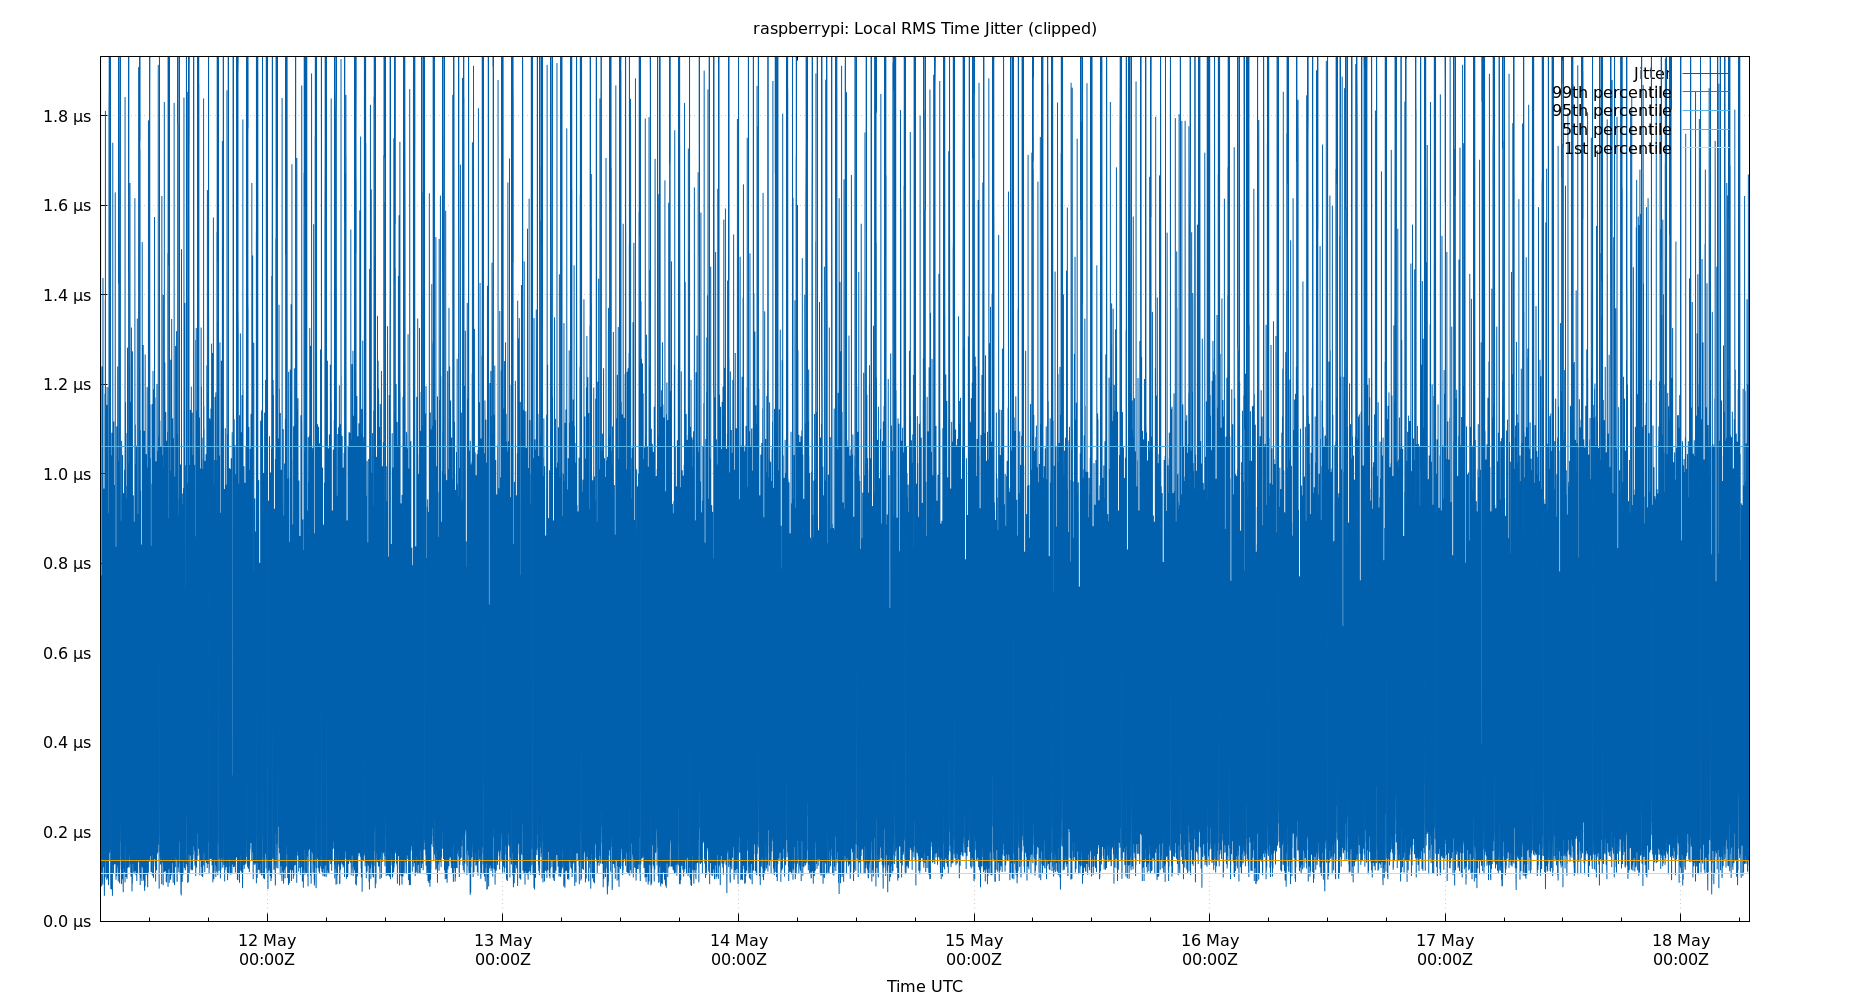 raspberrypi: Local RMS Time Jitter (clipped)
Jitter
99th percentile
95th percentile
5th percentile
1st percentile
1.8 µs
1.6 µs
1.4 µs
1.2 µs
1.0 µs
0.8 µs
0.6 µs
0.4 µs
0.2 µs
0.0 µs
12 May 13 May 14 May 15 May 16 May 17 May 18 May
00:00Z 00:00Z 00:00Z 00:00Z 00:00Z 00:00Z 00:00Z
Time UTC